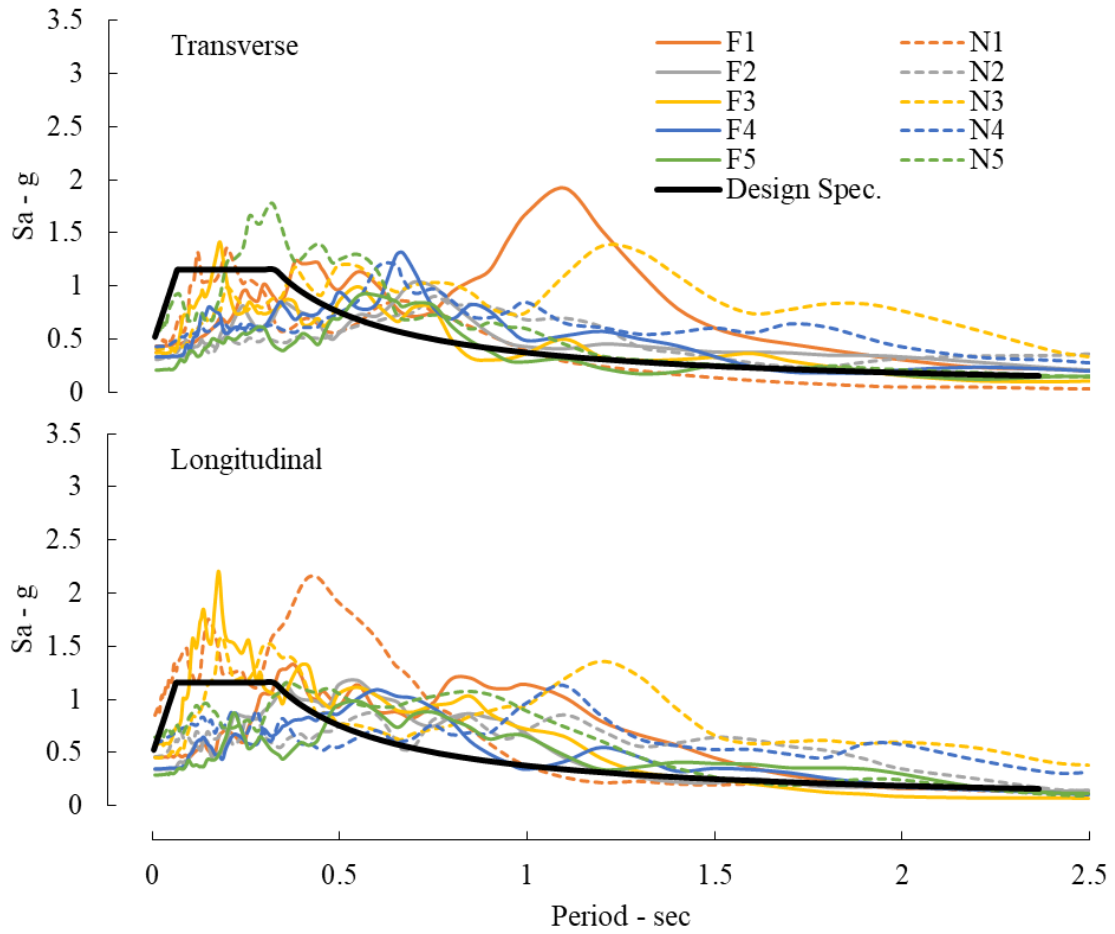 3.5
Transverse
F1 N1
3
F2 N2
F3 N3
2.5
F4 N4
F5 N5
2
Design Spec.
Sa - g
1.5
1
0.5
0
3.5
Longitudinal
3
2.5
2
Sa - g
1.5
1
0.5
0
0 0.5 1 1.5 2 2.5
Period - sec